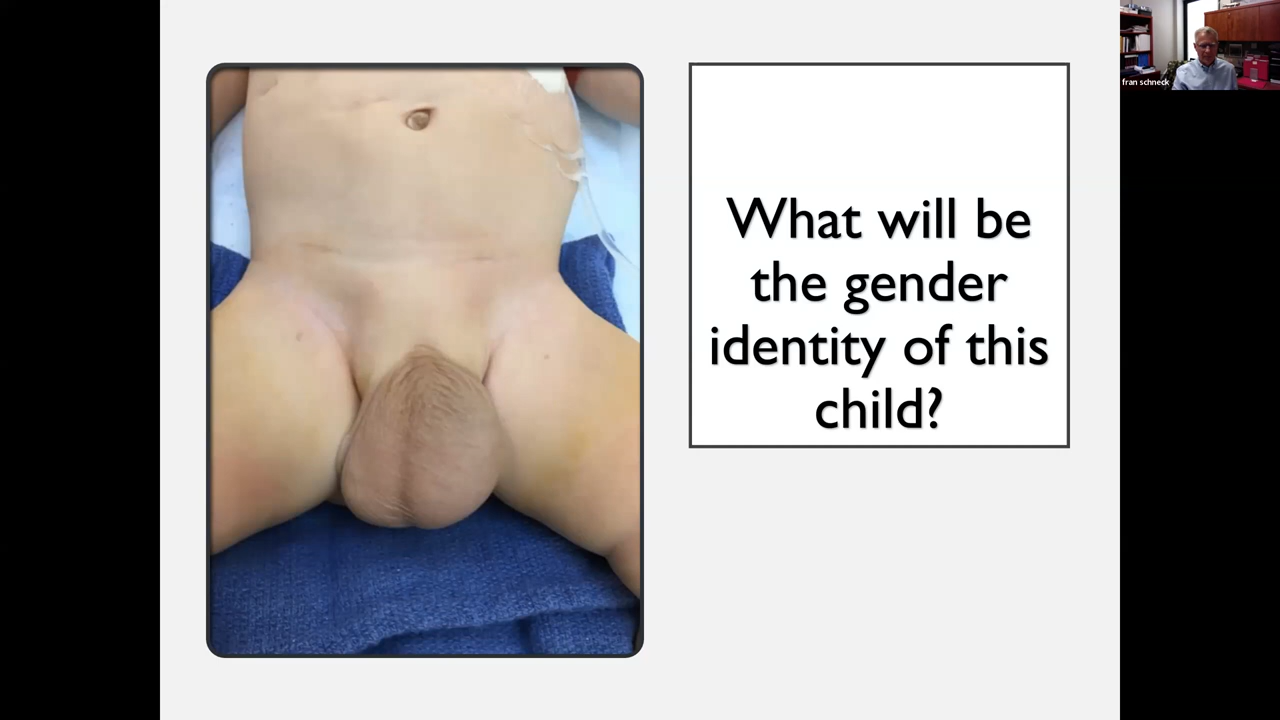 fran schneck
What will be
the gender
identity of this
child?